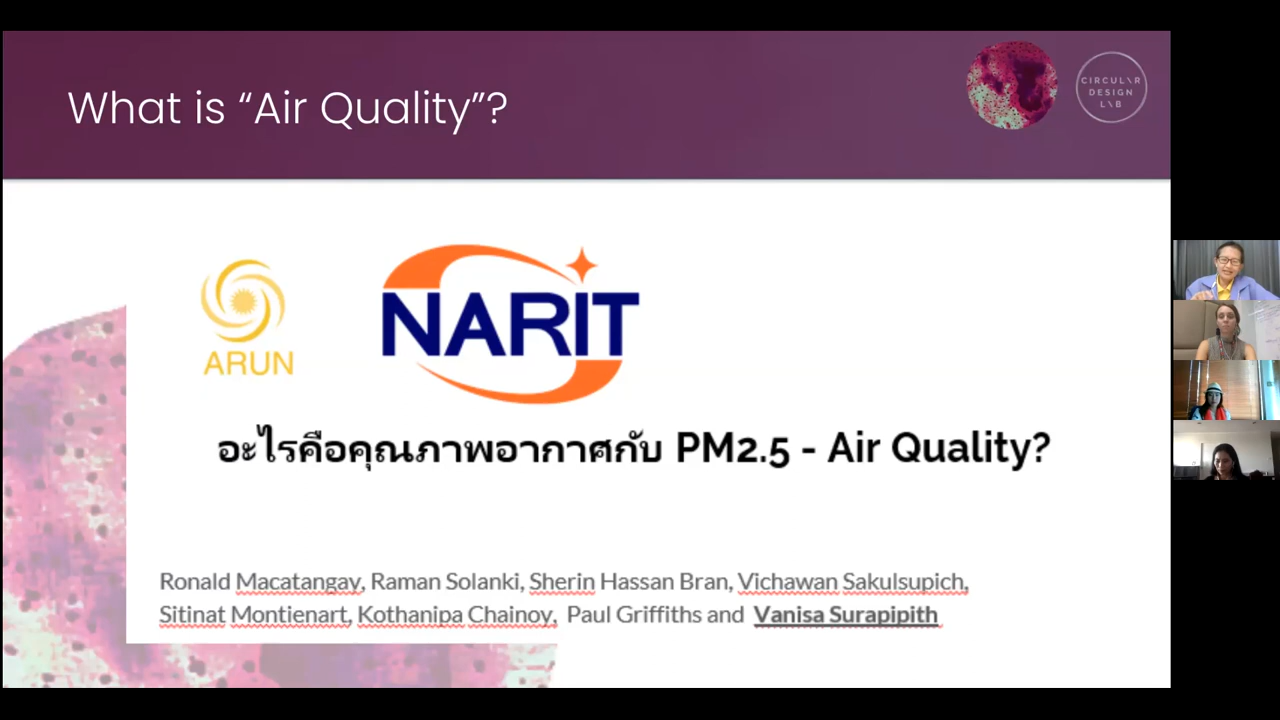 What is “Air Quality”?
CIRCUL\R
DESIGN
L\B
ARUN
NARIT
อะไรคือคุณภาพอากาศกับ PM2.5 - Air Quality?
Ronald Macatangay, Raman Solanki, Sherin Hassan Bran, Vichawan Sakulsupich,
Sitinat Montienart, Kothanipa Chainoy, Paul Griffiths and Vanisa Surapipith